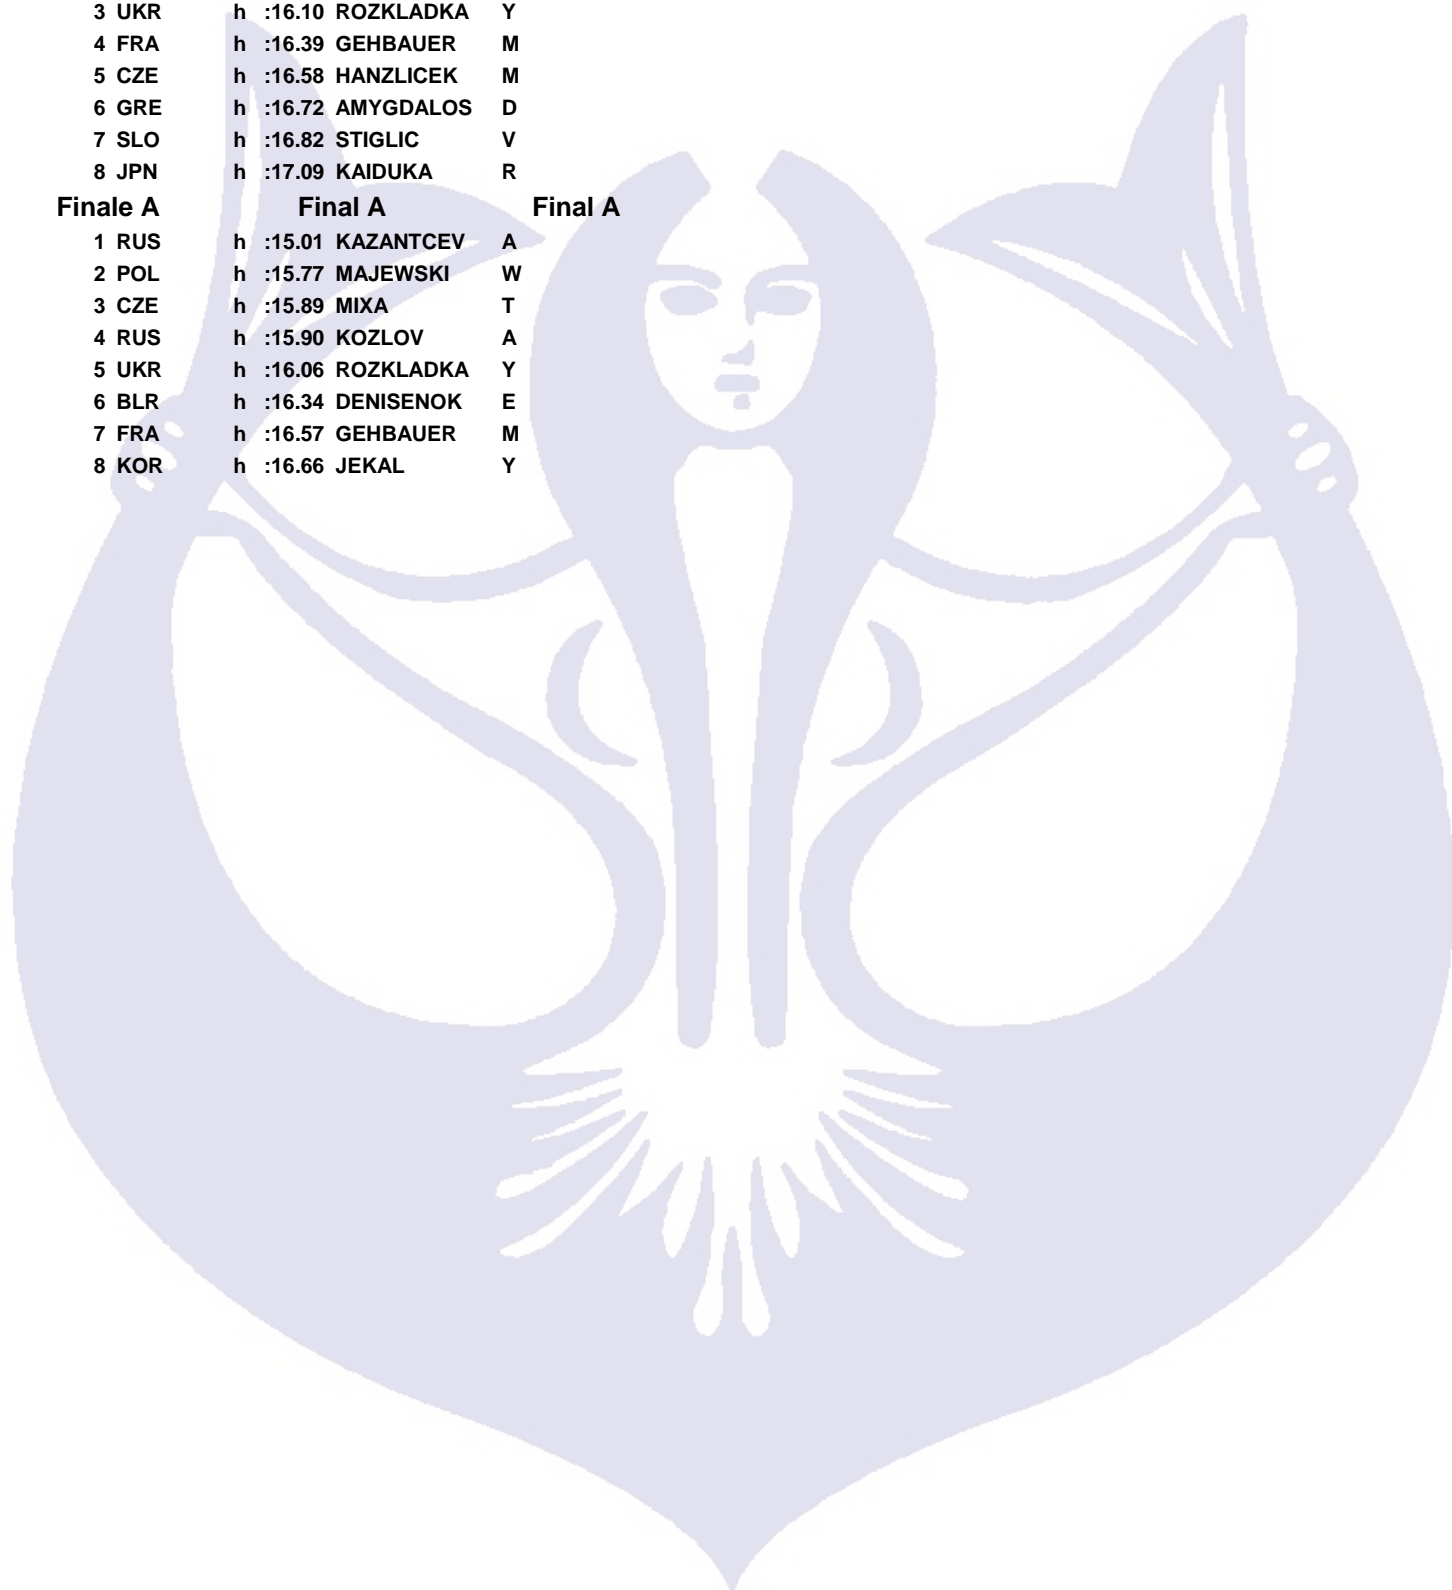 3 UKR h :16.10 ROZKLADKA Y
4 FRA h :16.39 GEHBAUER M
5 CZE h :16.58 HANZLICEK M
6 GRE h :16.72 AMYGDALOS D
7 SLO h :16.82 STIGLIC V
8 JPN h :17.09 KAIDUKA R
Finale A Final A Final A
1 RUS h :15.01 KAZANTCEV A
2 POL h :15.77 MAJEWSKI W
3 CZE h :15.89 MIXA T
4 RUS h :15.90 KOZLOV A
5 UKR h :16.06 ROZKLADKA Y
6 BLR h :16.34 DENISENOK E
7 FRA h :16.57 GEHBAUER M
8 KOR h :16.66 JEKAL Y